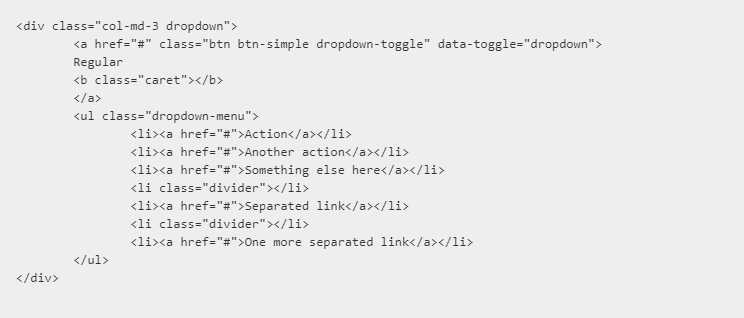 <div class="col-md-3 dropdown">
        <a href="#" class="btn btn-simple dropdown-toggle" data-toggle="dropdown">
        Regular
        <b class="caret"></b>
        </a>
        <ul class="dropdown-menu">
                <li><a href="#">Action</a></li>
                <li><a href="#">Another action</a></li>
                <li><a href="#">Something else here</a></li>
                <li class="divider"></li>
                <li><a href="#">Separated link</a></li>
                <li class="divider"></li>
                <li><a href="#">One more separated link</a></li>
        </ul>
</div>